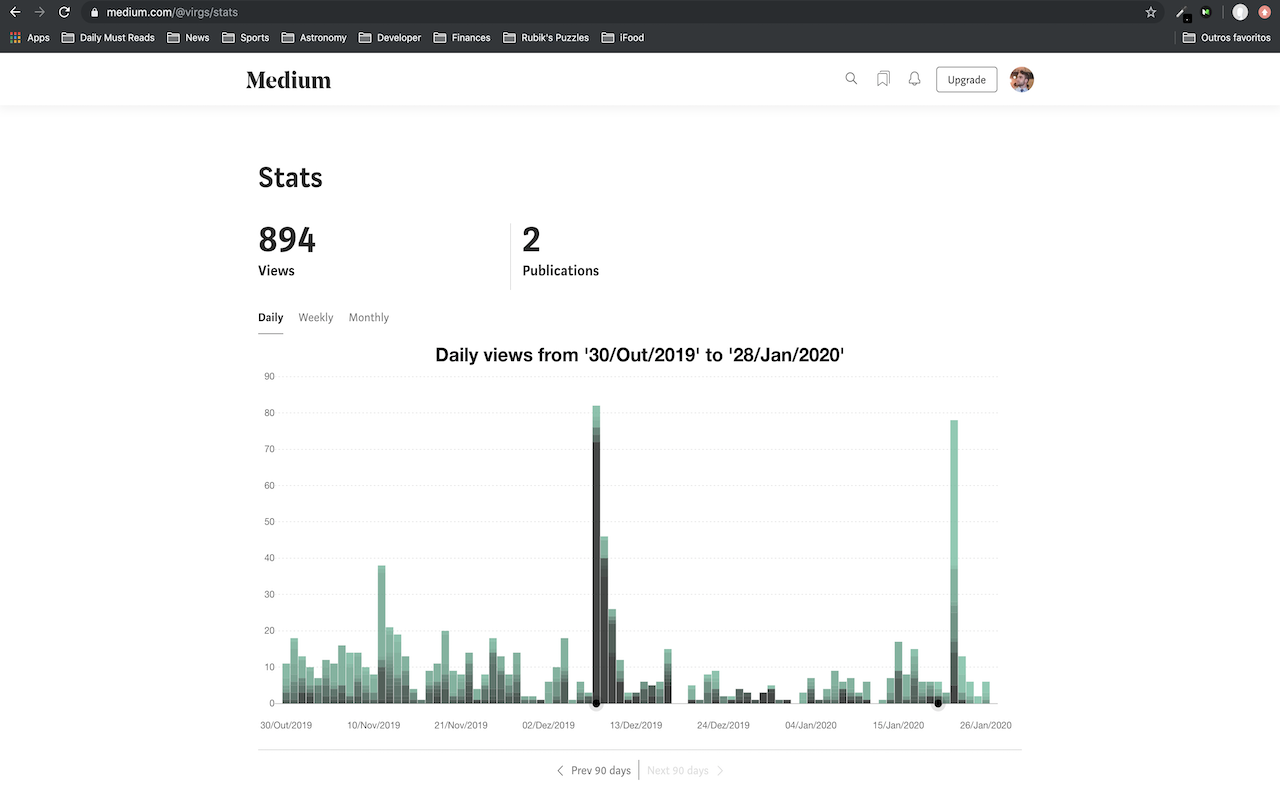 medium.com/@virgs/stats
Apps Daily Must Reads News Sports Astronomy Developer Finances Rubik's Puzzles iFood Outros favoritos
Medium Upgrade
Stats
894 2
Views Publications
Daily Weekly Monthly
Daily views from '30/Out/2019' to '28/Jan/2020'
90
80
70
60
50
40
30
20
10
0
30/Out/2019 10/Nov/2019 21/Nov/2019 02/Dez/2019 13/Dez/2019 24/Dez/2019 04/Jan/2020 15/Jan/2020 26/Jan/2020
Prev 90 days Next 90 days